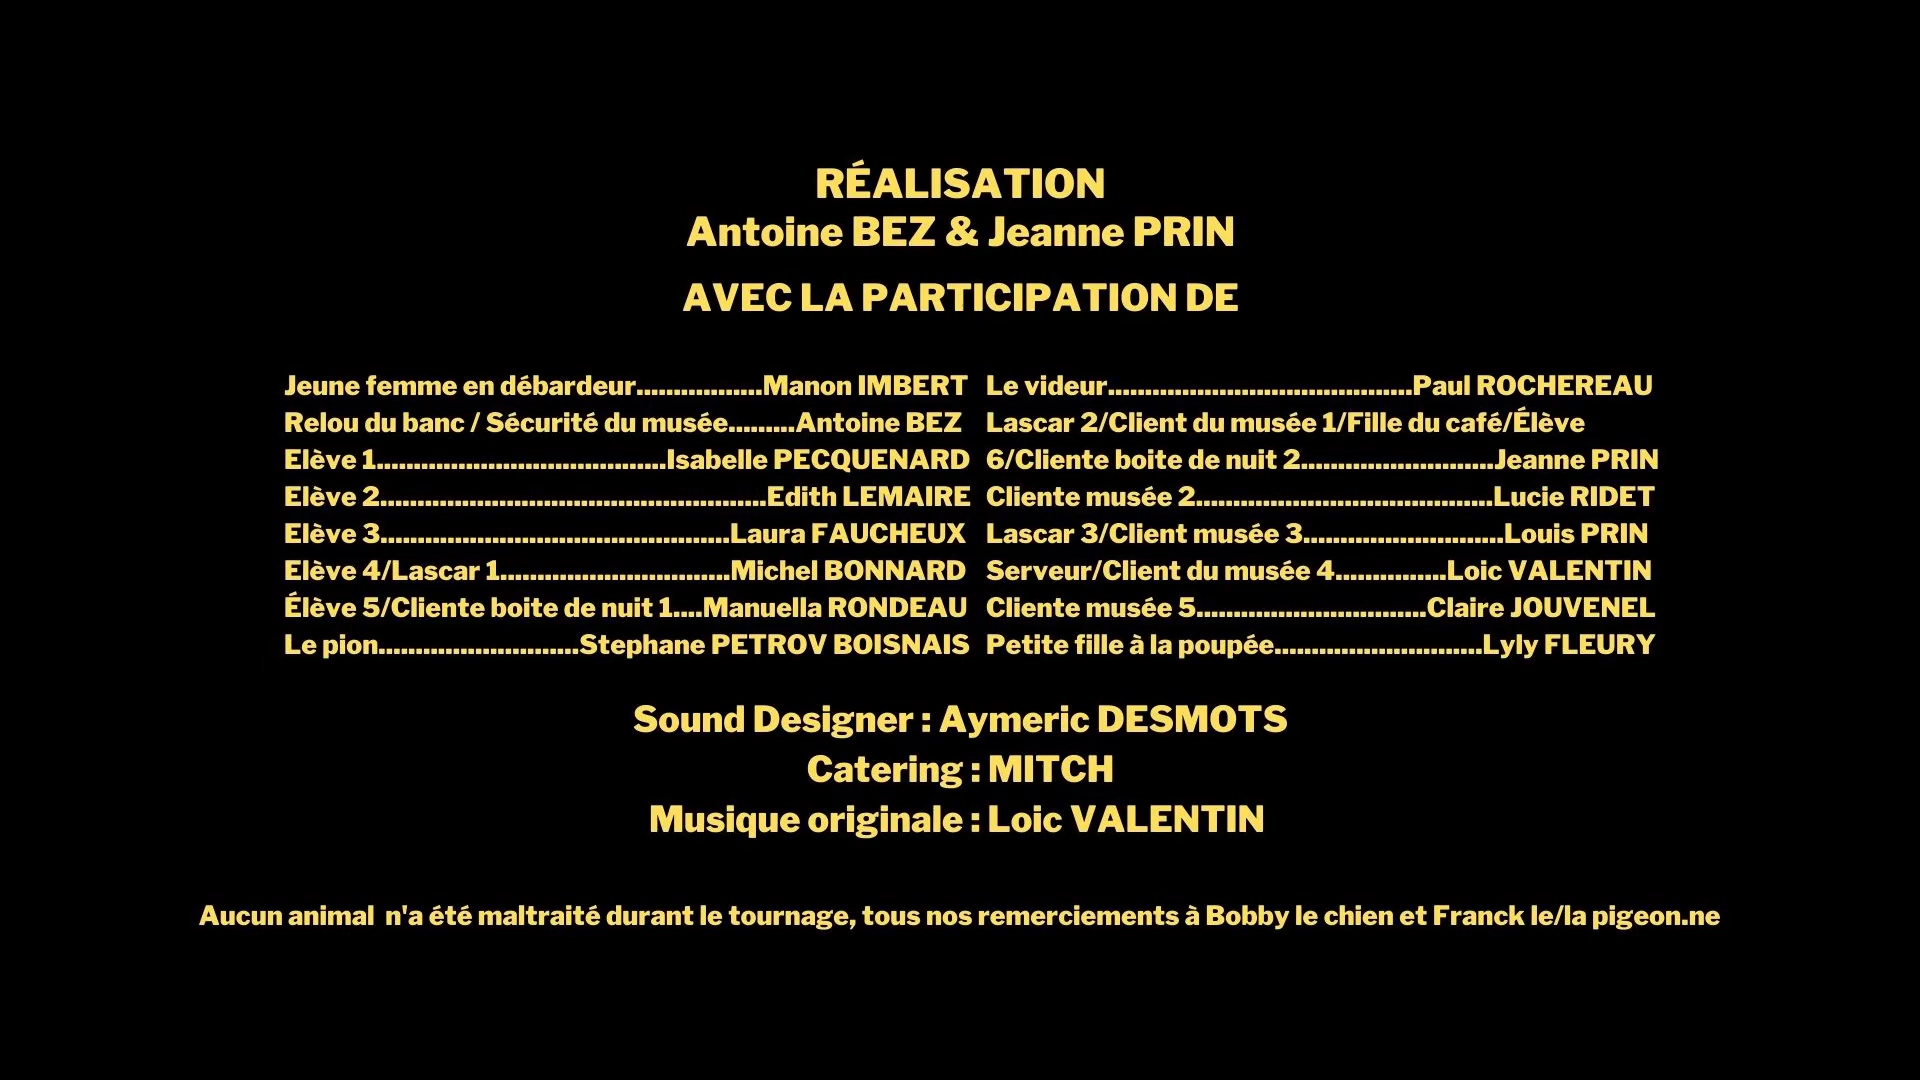 RÉALISATION
Antoine BEZ & Jeanne PRIN
AVEC LA PARTICIPATION DE
Jeune femme en débardeur.................Manon IMBERT
Relou du banc / Sécurité du musée.........Antoine BEZ
Elève 1.......................................Isabelle PECQUENARD
Elève 2....................................................Edith LEMAIRE
Elève 3...............................................Laura FAUCHEUX
Elève 4/Lascar 1...............................Michel BONNARD
Élève 5/Cliente boite de nuit 1....Manuella RONDEAU
Le pion...........................Stephane PETROV BOISNAIS
Le videur.........................................Paul ROCHEREAU
Lascar 2/Client du musée 1/Fille du café/Élève
6/Cliente boite de nuit 2..........................Jeanne PRIN
Cliente musée 2........................................Lucie RIDET
Lascar 3/Client musée 3...........................Louis PRIN
Serveur/Client du musée 4...............Loic VALENTIN
Cliente musée 5...............................Claire JOUVENEL
Petite fille à la poupée............................Lyly FLEURY
Sound Designer : Aymeric DESMOTS
Catering : MITCH
Musique originale : Loic VALENTIN
Aucun animal  n'a été maltraité durant le tournage, tous nos remerciements à Bobby le chien et Franck le/la pigeon.ne